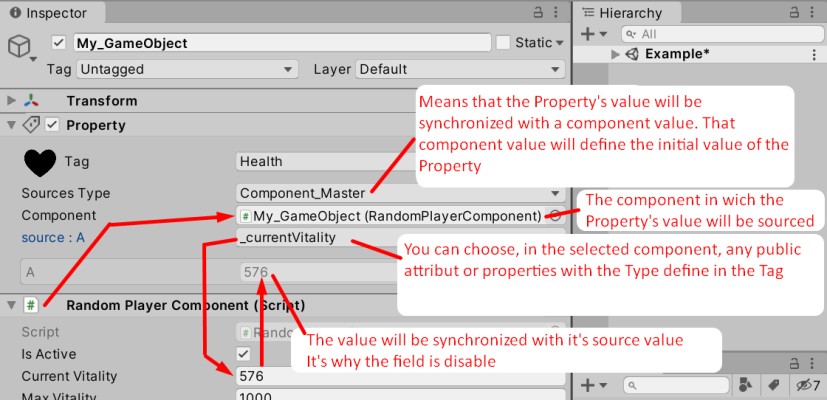 Inspector
Hierarchy
My_GameObject
Static
All
Tag Untagged
Layer Default
Example*
Transform
Property
Means that the Property's value will be
synchronized with a component value. That
component value will define the initial value of the
Property
Tag
Health
Sources Type
Component_Master
Component
My_GameObject (RandomPlayerComponent)
The component in wich the
Property's value will be sourced
source : A
_currentVitality
You can choose, in the selected component, any public
attribut or properties with the Type define in the Tag
A
576
Random Player Component (Script)
Script
The value will be synchronized with it's source value
It's why the field is disable
Is Active
Current Vitality
576
7
Max Vitality
1000